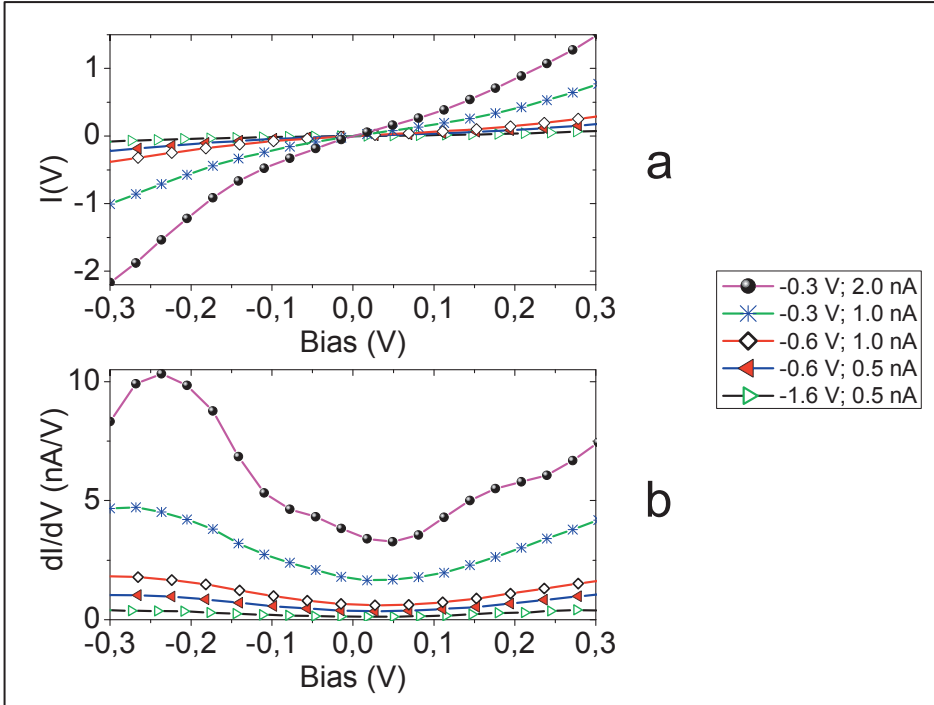 1
0
-1
-2
I(V)
-0,3 -0,2 -0,1 0,0 0,1 0,2 0,3
Bias (V)
a
10
5
0
dI/dV (nA/V)
-0,3 -0,2 -0,1 0,0 0,1 0,2 0,3
Bias (V)
b
-0.3 V; 2.0 nA
-0.3 V; 1.0 nA
-0.6 V; 1.0 nA
-0.6 V; 0.5 nA
-1.6 V; 0.5 nA